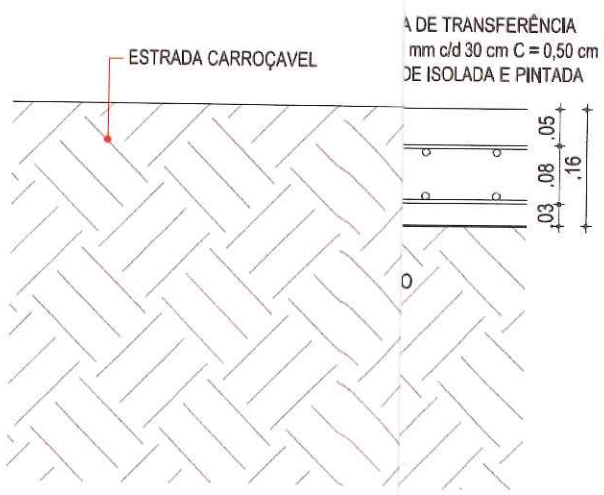 A DE TRANSFERÊNCIA
mm c/d 30 cm C = 0,50 cm
DE ISOLADA E PINTADA
ESTRADA CARROÇAVEL
.05
.08
.16
.03
O